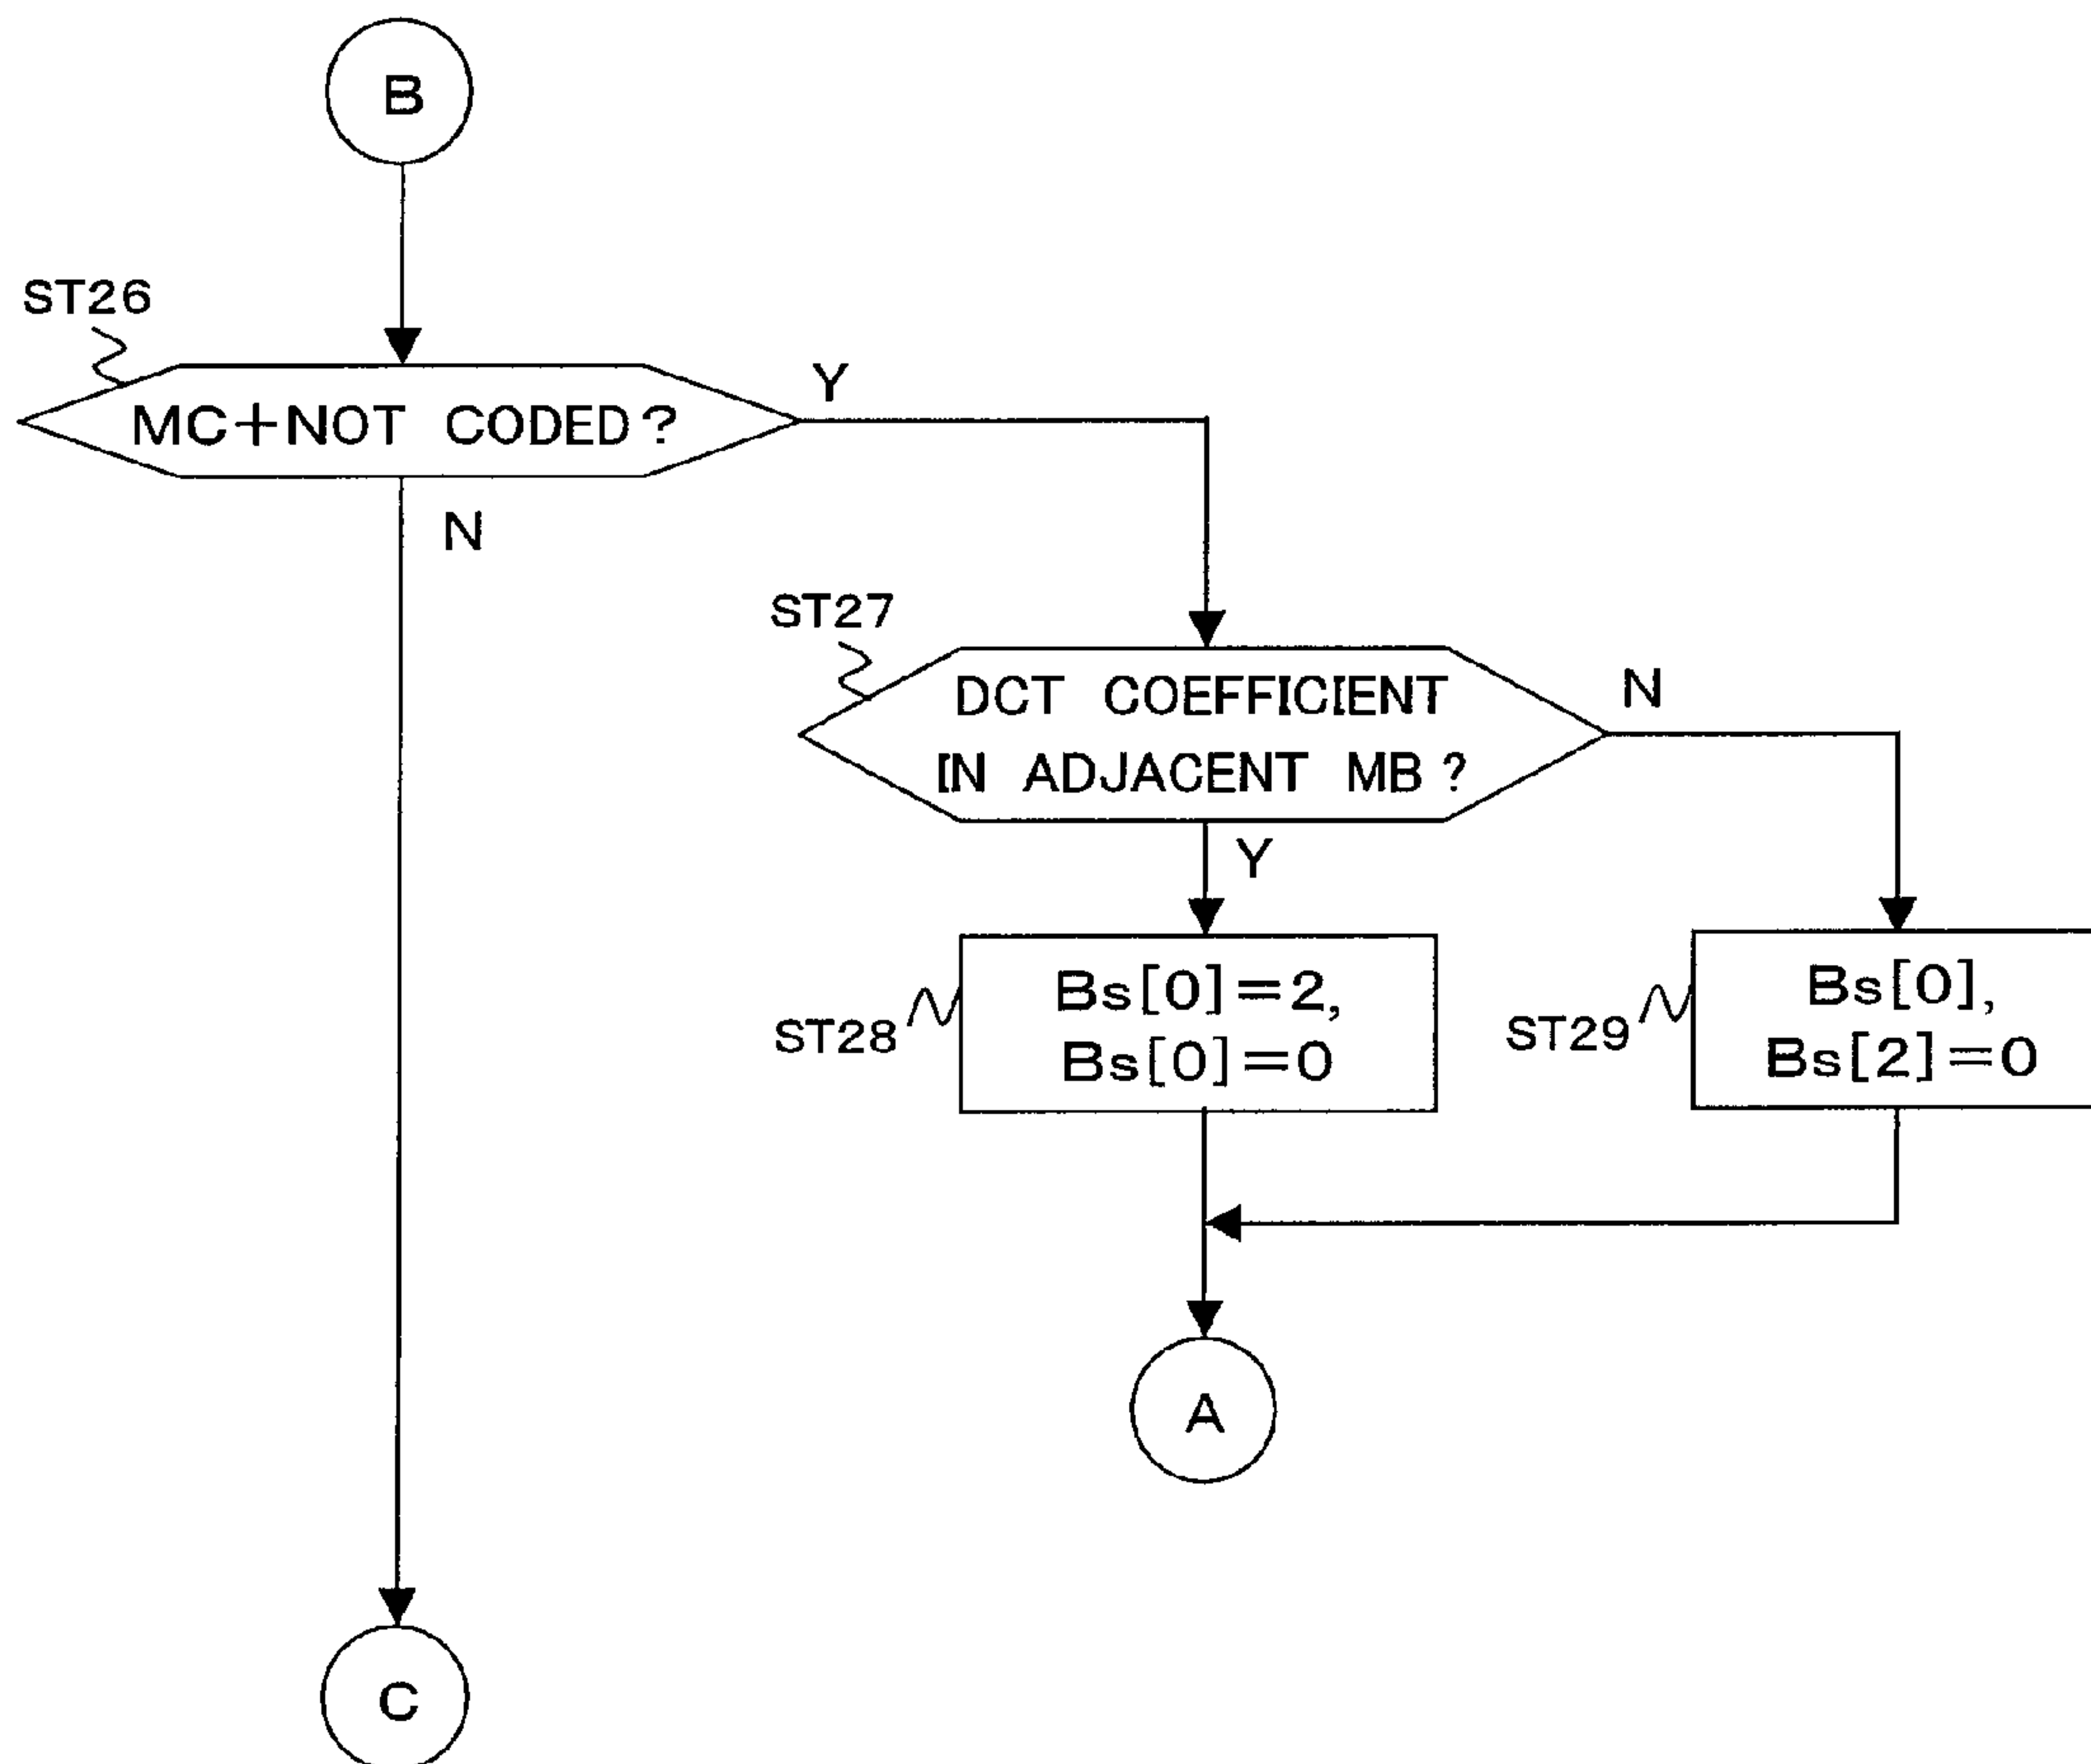 B
ST26
MC+NOT CODED?
Y
N
ST27
DCT COEFFICIENT
IN ADJACENT MB?
N
Y
ST28
Bs[0]=2,
Bs[0]=0
ST29
Bs[0],
Bs[2]=0
A
C